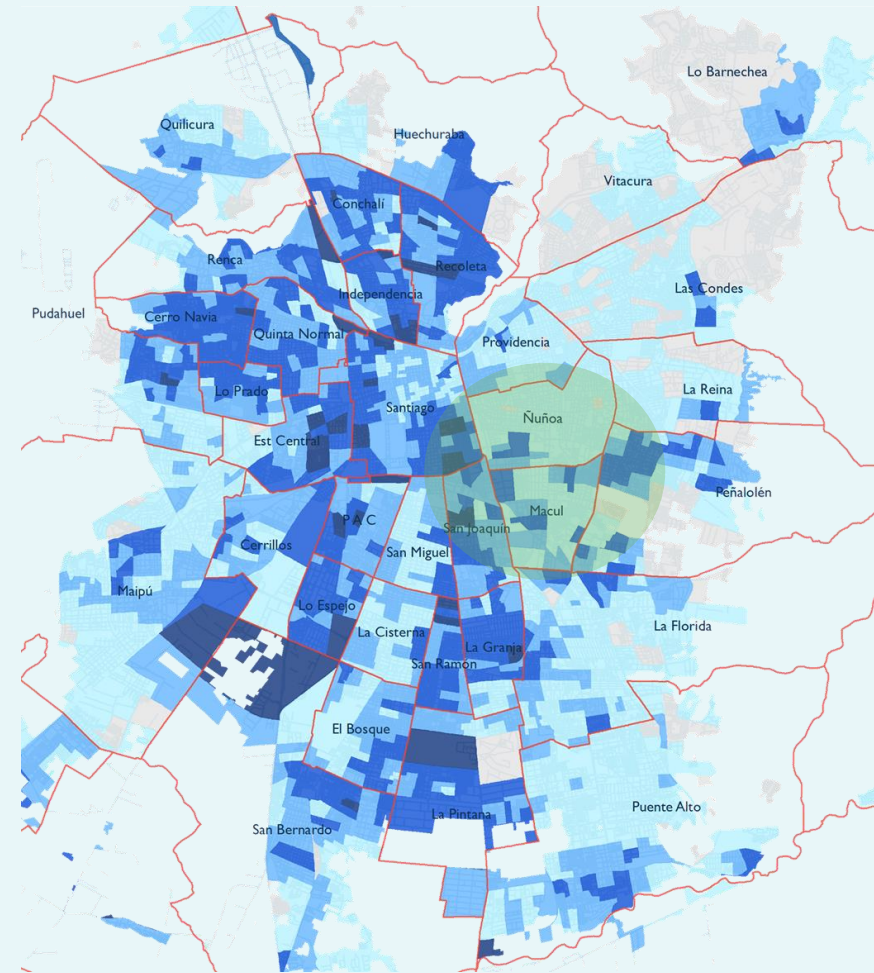 Lo Barnechea
Quilicura
Huechuraba
Vitacura
Conchalí
Renca
Recoleta
Las Condes
Independencia
Pudahuel
Cerro Navia
Quinta Normal
Providencia
Lo Prado
La Reina
Santiago
Ñuñoa
Est Central
Peñalolén
Macul
P A C
San Joaquín
Cerrillos
San Miguel
Maipú
Lo Espejo
La Cisterna
La Florida
La Granja
San Ramón
El Bosque
Puente Alto
La Pintana
San Bernardo